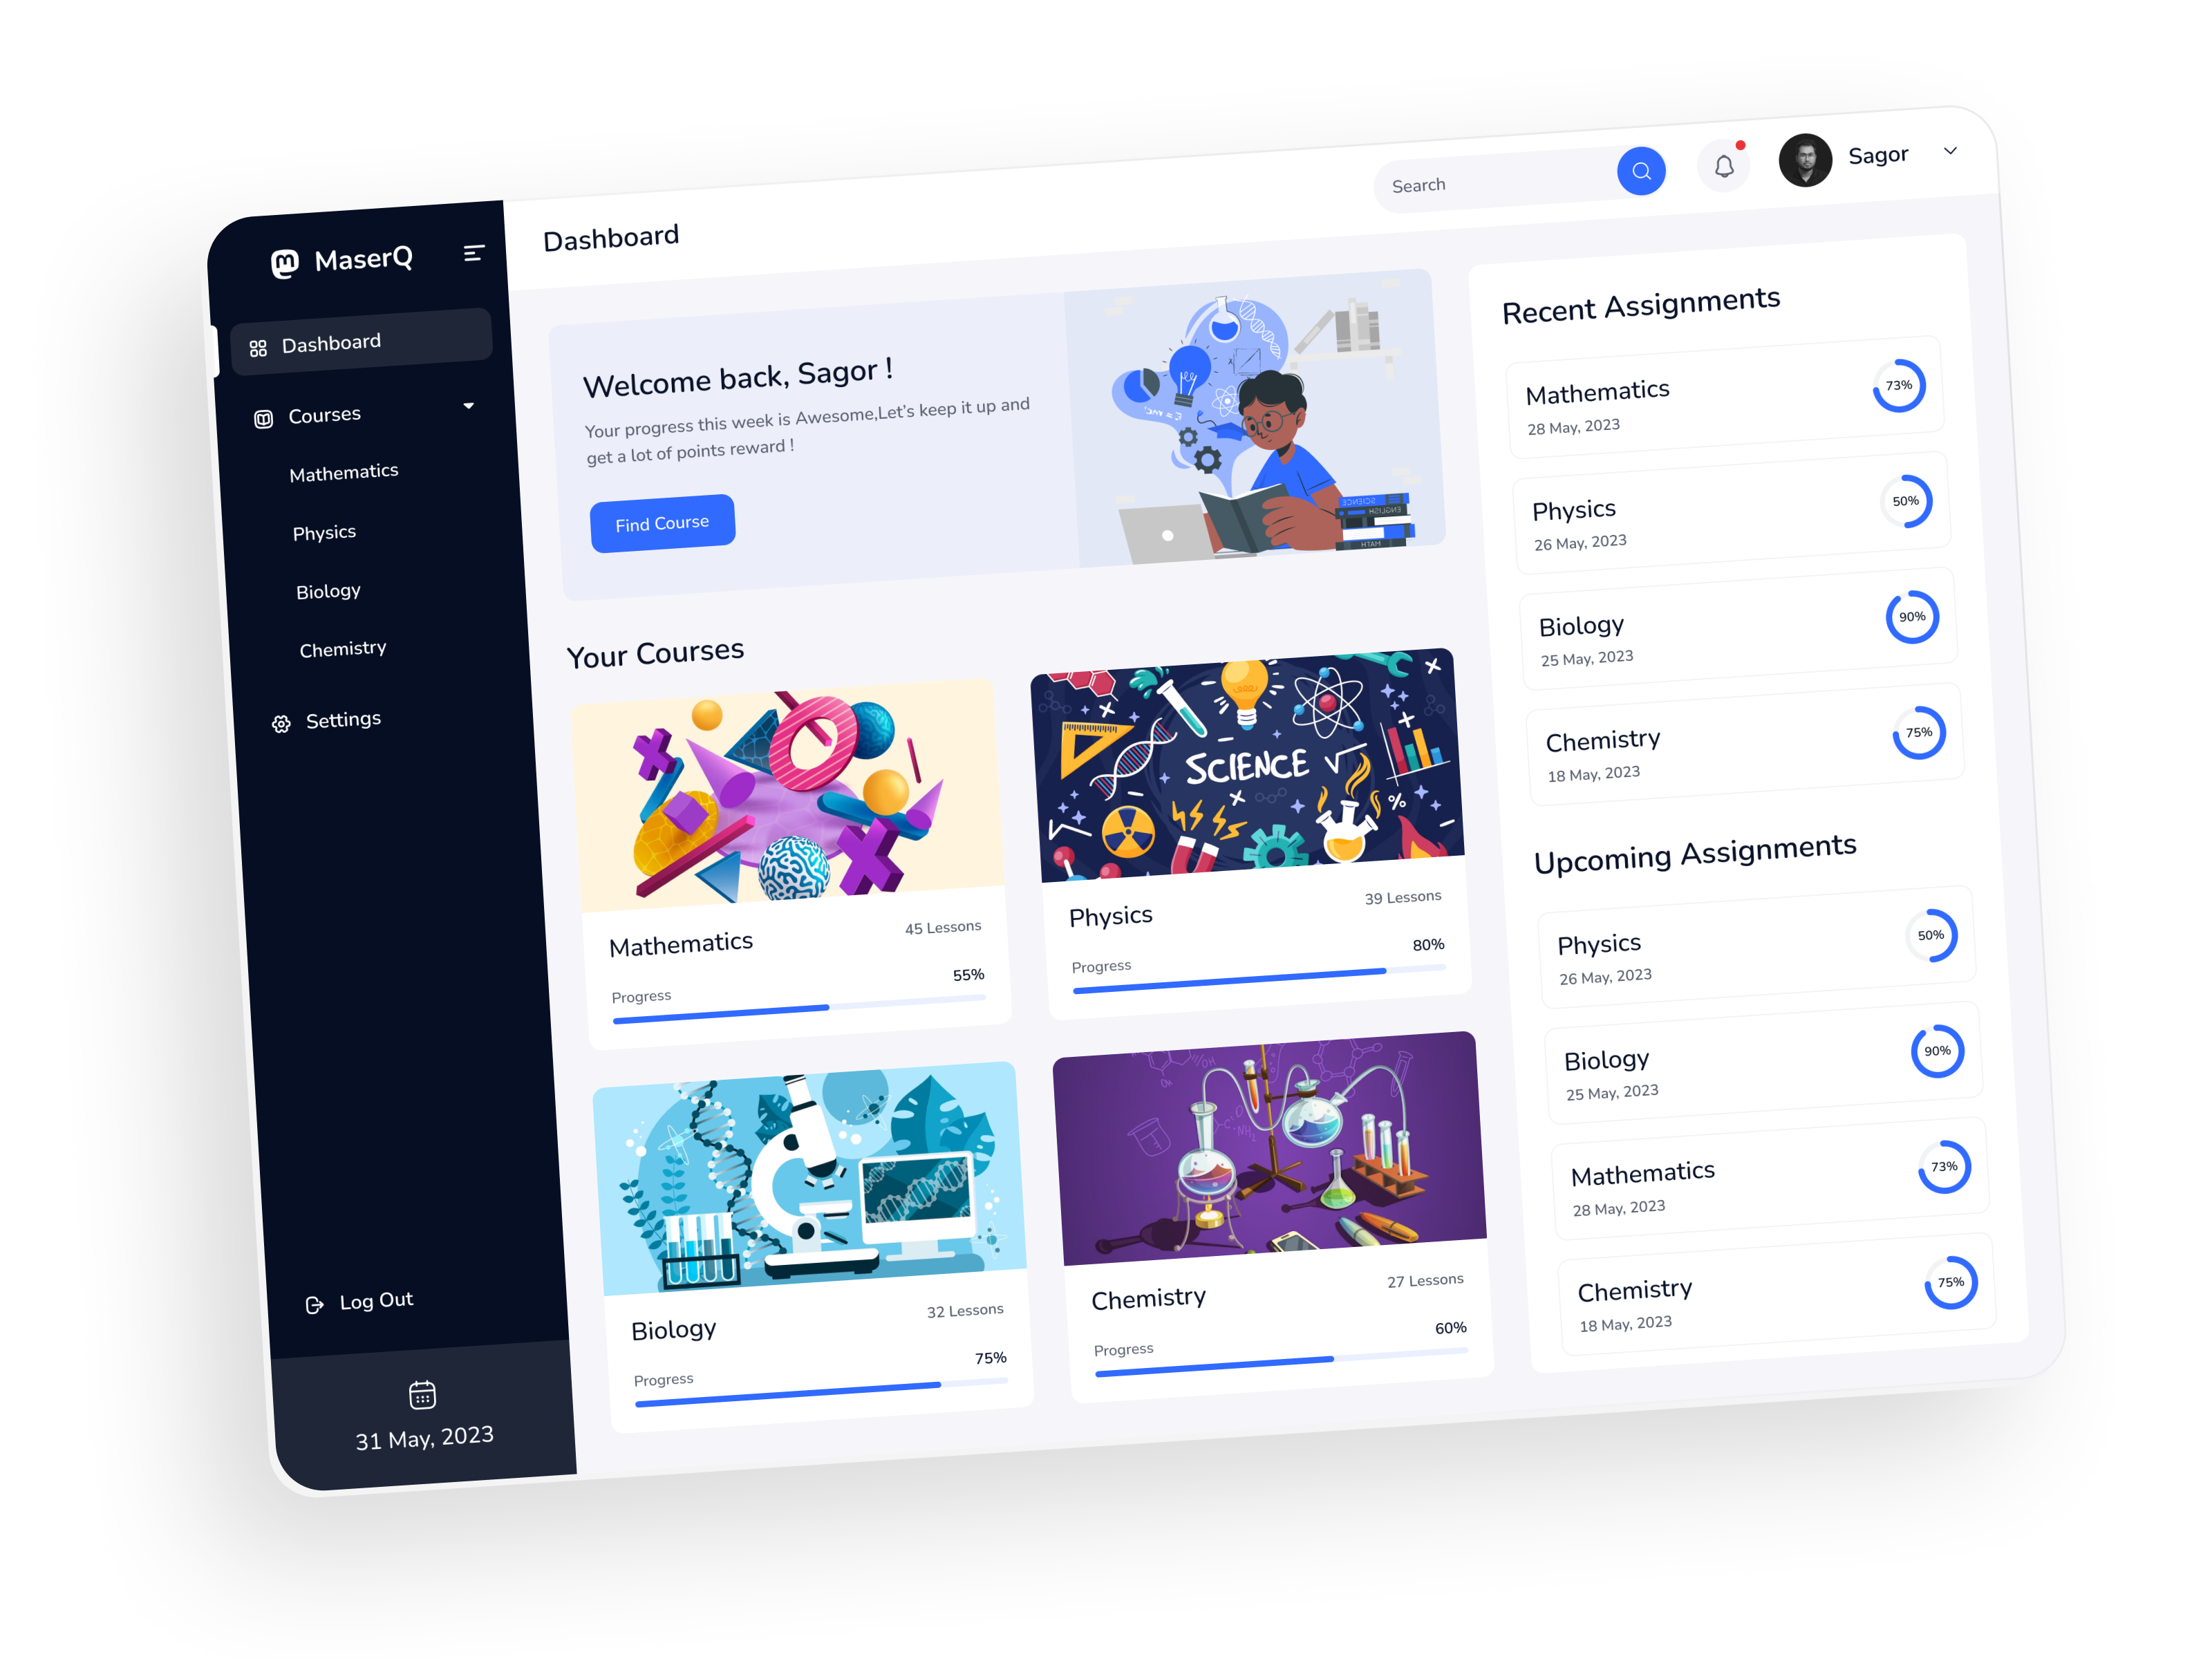 MaserQ
Dashboard
Courses
Mathematics
Physics
Biology
Chemistry
Settings
Log Out
31 May, 2023
Dashboard
Search
Sagor
Welcome back, Sagor !
Your progress this week is Awesome,Let's keep it up and
get a lot of points reward !
Find Course
SCIENCE
ENGLISH
MATH
Your Courses
Mathematics
45 Lessons
Progress
55%
SCIENCE
%
Physics
39 Lessons
Progress
80%
Biology
32 Lessons
Progress
75%
Chemistry
27 Lessons
Progress
60%
Recent Assignments
Mathematics
28 May, 2023
73%
Physics
26 May, 2023
50%
Biology
25 May, 2023
90%
Chemistry
18 May, 2023
75%
Upcoming Assignments
Physics
26 May, 2023
50%
Biology
25 May, 2023
90%
Mathematics
28 May, 2023
73%
Chemistry
18 May, 2023
75%